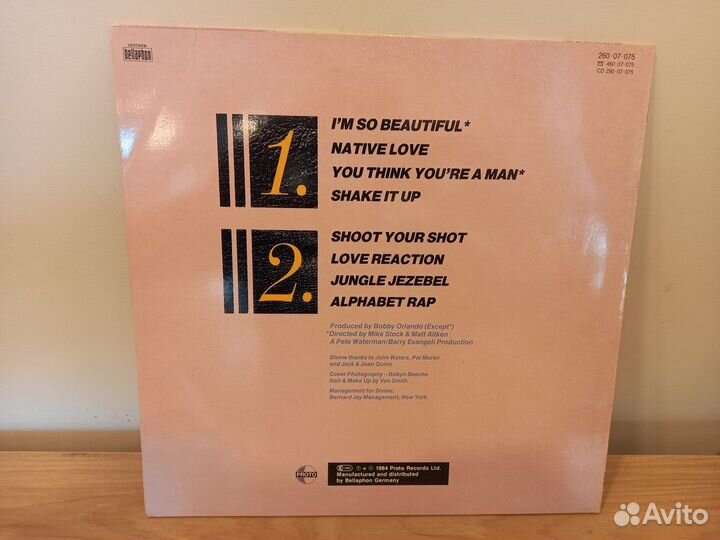 VERTRIEB
bellaphon
260·07·075
460·07·075
CD 290·07·075
1.
I'M SO BEAUTIFUL*
NATIVE LOVE
YOU THINK YOU'RE A MAN*
SHAKE IT UP
2.
SHOOT YOUR SHOT
LOVE REACTION
JUNGLE JEZEBEL
ALPHABET RAP
Produced by Bobby Orlando (Except*)
*Directed by Mike Stock & Matt Aitken
A Pete Waterman/Barry Evangeli Production
Divine thanks to John Waters, Pat Moran
and Jack & Joan Quinn
Cover Photography – Robyn Beeche
Hair & Make Up by Van Smith
Management for Divine:
Bernard Jay Management, New York.
PROTO
℗ + © 1984 Proto Records Ltd.
Manufactured and distributed
by Bellaphon Germany
Avito